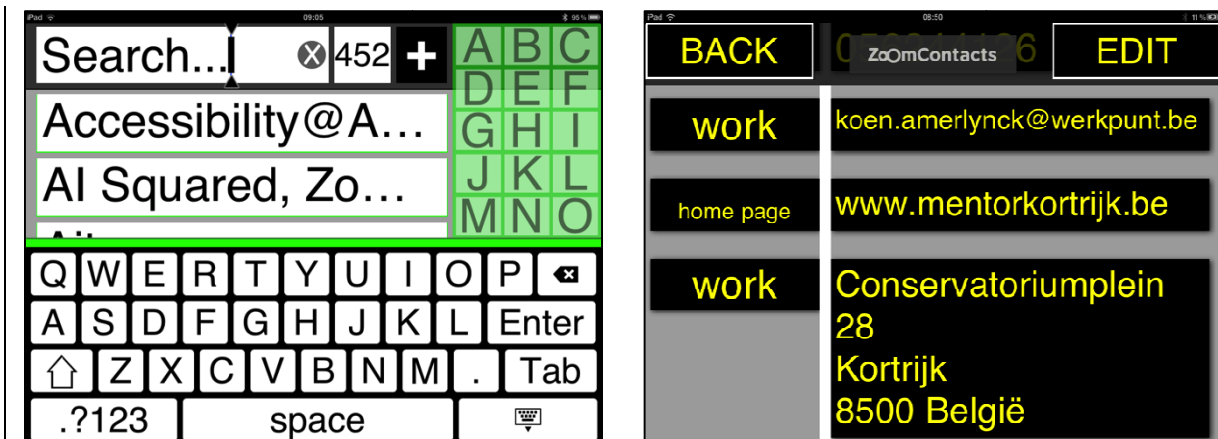 iPad 09:05 95 %
Search... 452 +
Accessibility@A...
AI Squared, Zo...
A B C
D E F
G H I
J K L
M N O
Q W E R T Y U I O P
A S D F G H J K L Enter
Z X C V B N M . Tab
.?123 space
iPad 08:50 11 %
BACK ZoomContacts EDIT
work koen.amerlynck@werkpunt.be
home page www.mentorkortrijk.be
work Conservatoriumplein
28
Kortrijk
8500 België